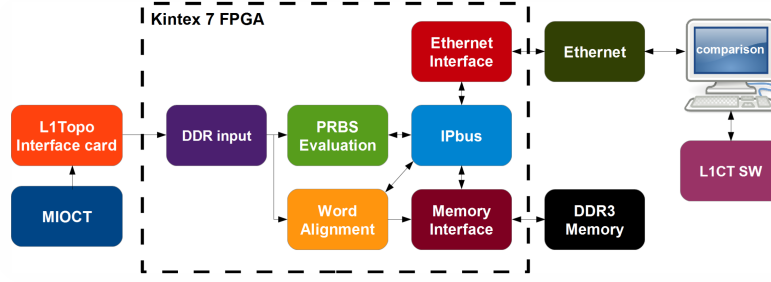 Kintex 7 FPGA
Ethernet
Interface
Ethernet
comparison
L1Topo
Interface card
DDR input
PRBS
Evaluation
IPbus
L1CT SW
MIOCT
Word
Alignment
Memory
Interface
DDR3
Memory